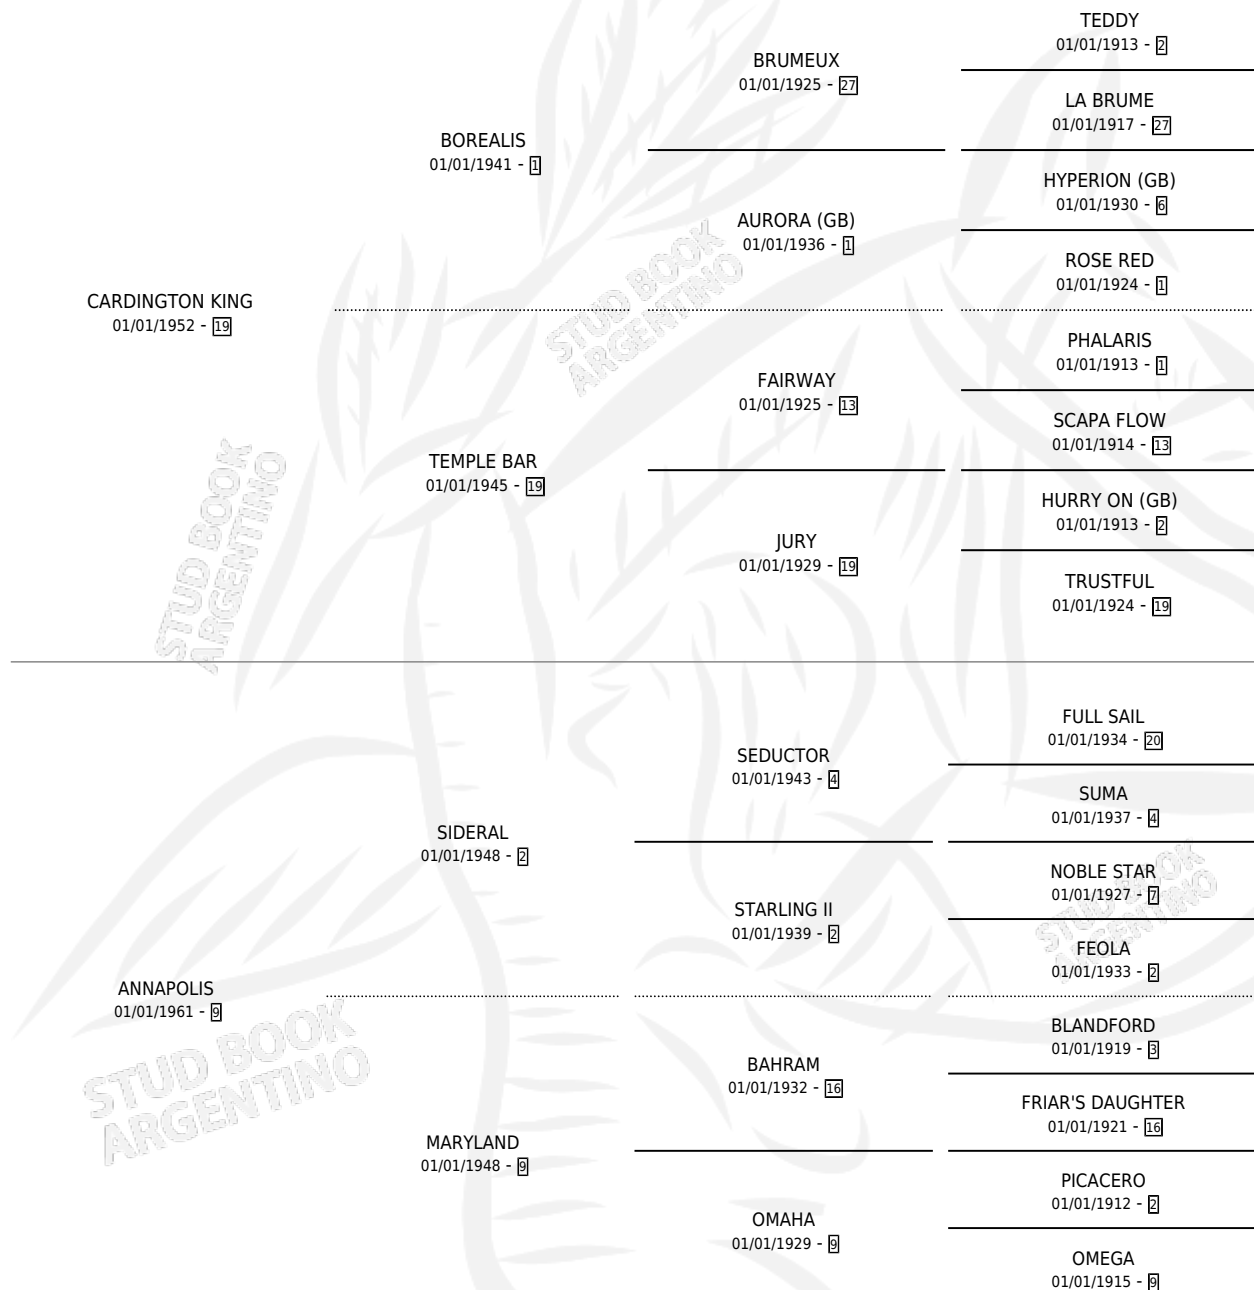 TEDDY
01/01/1913 - 2
BRUMEUX
01/01/1925 - 27
LA BRUME
01/01/1917 - 27
BOREALIS
01/01/1941 - 1
HYPERION (GB)
01/01/1930 - 6
AURORA (GB)
01/01/1936 - 1
ROSE RED
01/01/1924 - 1
CARDINGTON KING
01/01/1952 - 19
STUD BOOK
ARGENTINO
PHALARIS
01/01/1913 - 1
FAIRWAY
01/01/1925 - 13
SCAPA FLOW
01/01/1914 - 13
TEMPLE BAR
01/01/1945 - 19
HURRY ON (GB)
01/01/1913 - 2
JURY
01/01/1929 - 19
TRUSTFUL
01/01/1924 - 19
STUD BOOK
ARGENTINO
FULL SAIL
01/01/1934 - 20
SEDUCTOR
01/01/1943 - 4
SUMA
01/01/1937 - 4
SIDERAL
01/01/1948 - 2
NOBLE STAR
01/01/1927 - 7
STARLING II
01/01/1939 - 2
STUD BOOK
ARGENTINO
FEOLA
01/01/1933 - 2
ANNAPOLIS
01/01/1961 - 9
STUD BOOK
ARGENTINO
BLANDFORD
01/01/1919 - 3
BAHRAM
01/01/1932 - 16
FRIAR'S DAUGHTER
01/01/1921 - 16
MARYLAND
01/01/1948 - 9
PICACERO
01/01/1912 - 2
OMAHA
01/01/1929 - 9
OMEGA
01/01/1915 - 9